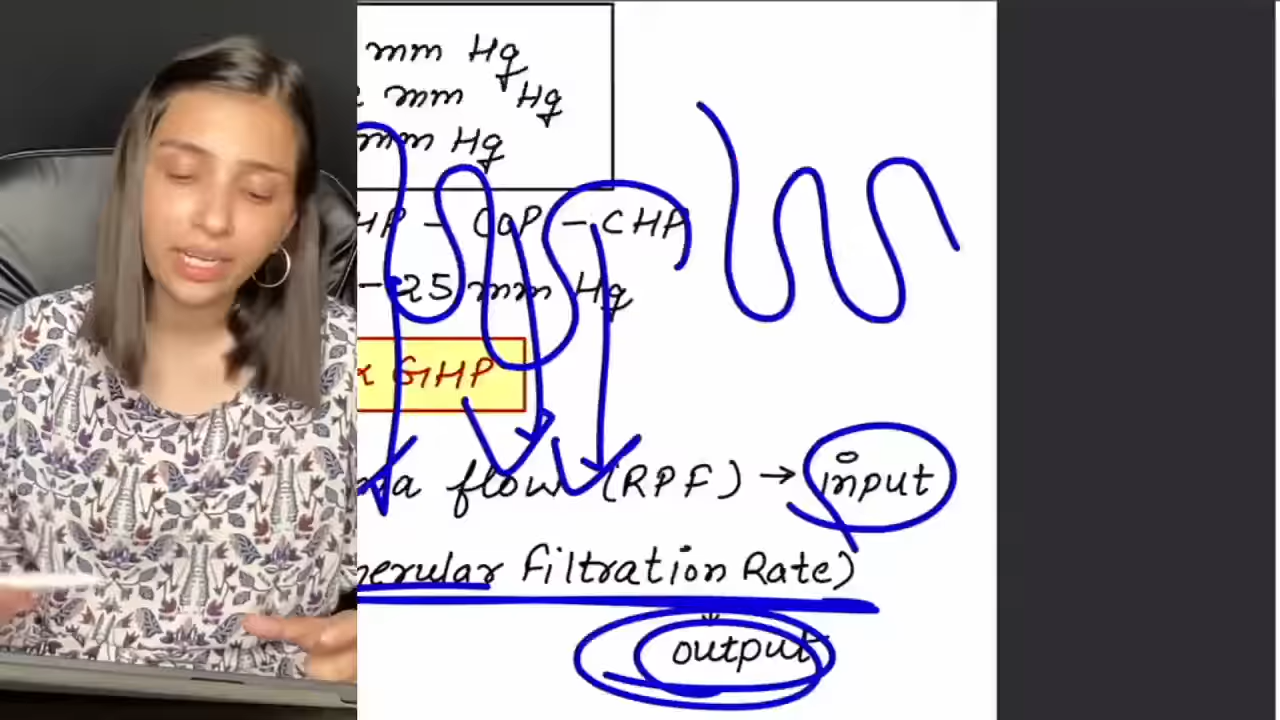 mm Hg
mm Hg
mm Hg
HP - COP - CHP
- 25 mm Hg
GHP
flow (RPF) → input
Filtration Rate)
output